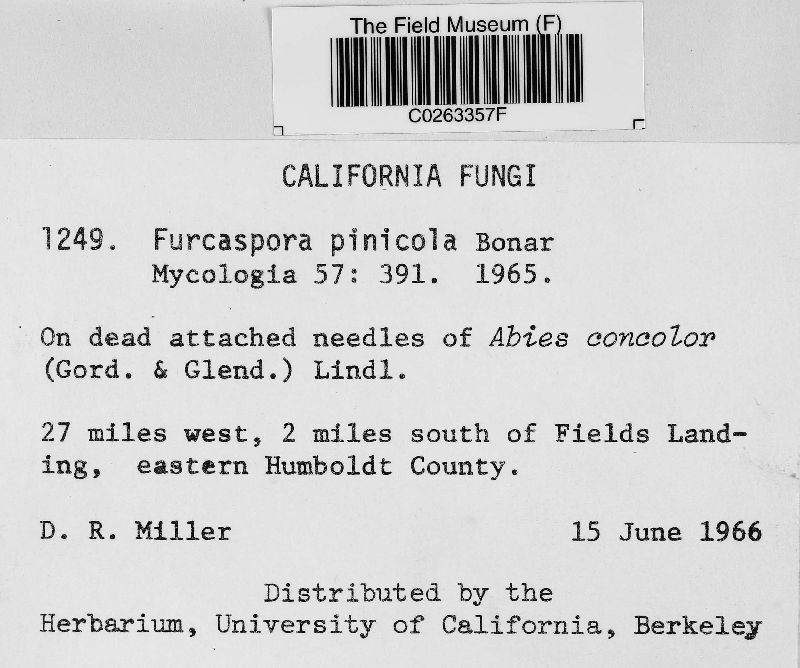 The Field Museum (F)
C0263357F
CALIFORNIA FUNGI
1249. Furcaspora pinicola Bonar
Mycologia 57: 391. 1965.
On dead attached needles of Abies concolor
(Gord. & Glend.) Lindl.
27 miles west, 2 miles south of Fields Land-
ing, eastern Humboldt County.
D. R. Miller 15 June 1966
Distributed by the
Herbarium, University of California, Berkeley